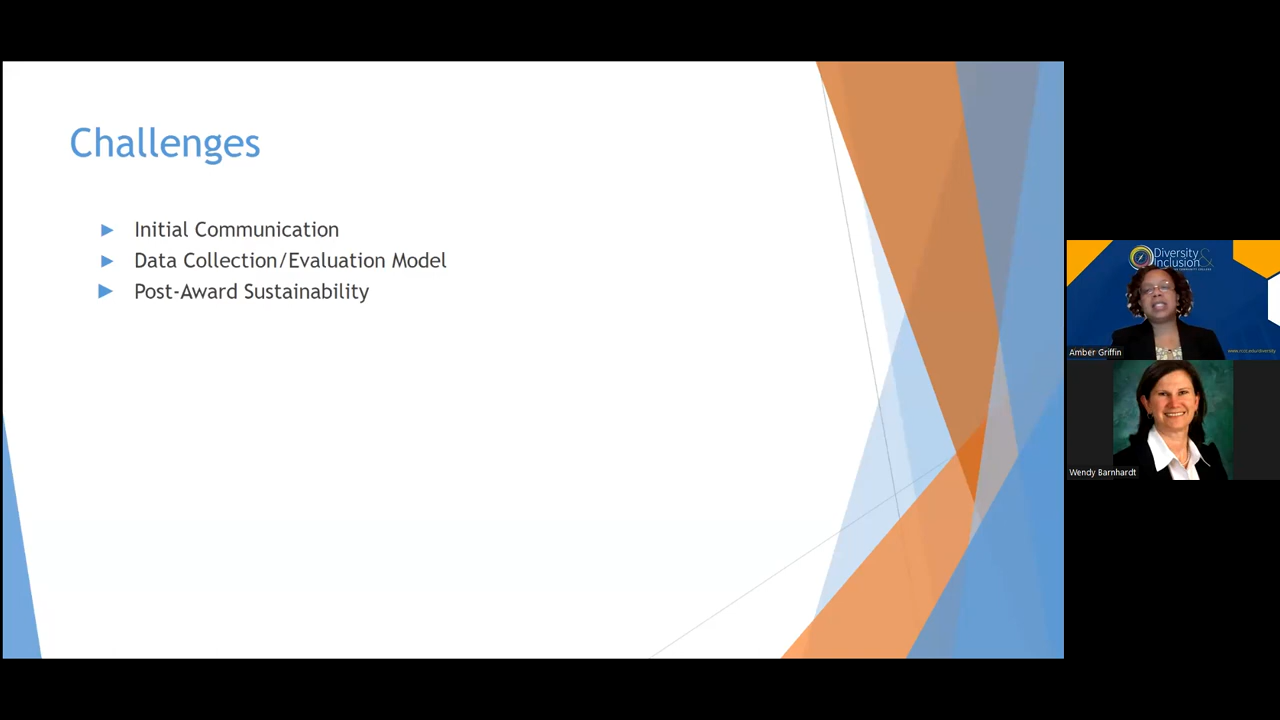 Challenges
Initial Communication
Data Collection/Evaluation Model
Post-Award Sustainability
Diversity &
Inclusion
Amber Griffin
Wendy Barnhardt